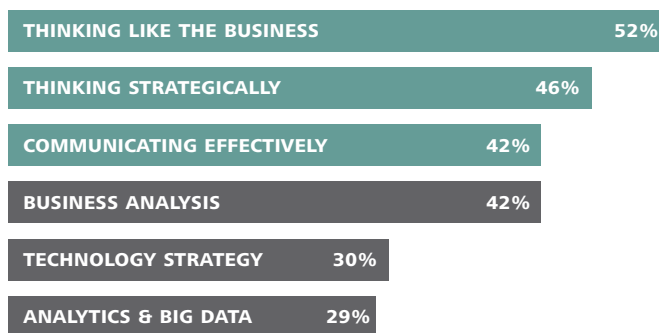 THINKING LIKE THE BUSINESS 52%
THINKING STRATEGICALLY 46%
COMMUNICATING EFFECTIVELY 42%
BUSINESS ANALYSIS 42%
TECHNOLOGY STRATEGY 30%
ANALYTICS & BIG DATA 29%